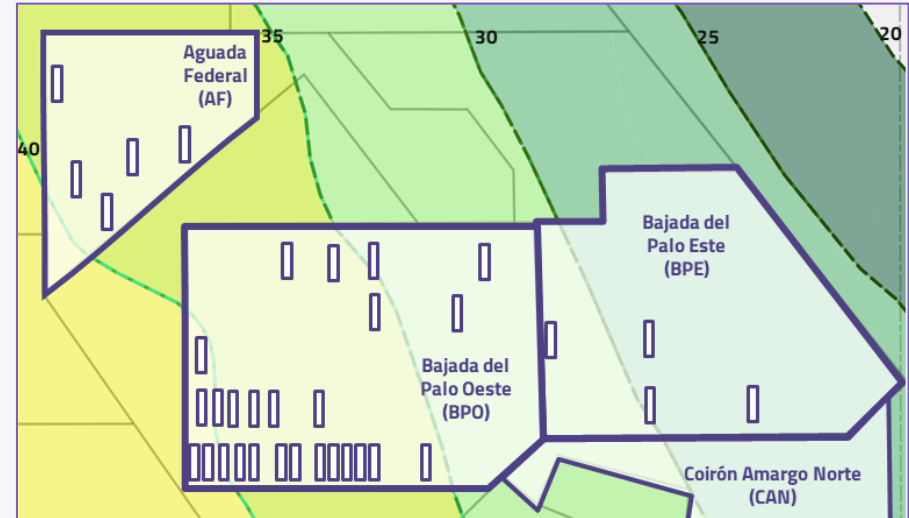 35
30
25
20
Aguada
Federal
(AF)
40
Bajada del
Palo Este
(BPE)
Bajada del
Palo Oeste
(BPO)
Coirón Amargo Norte
(CAN)